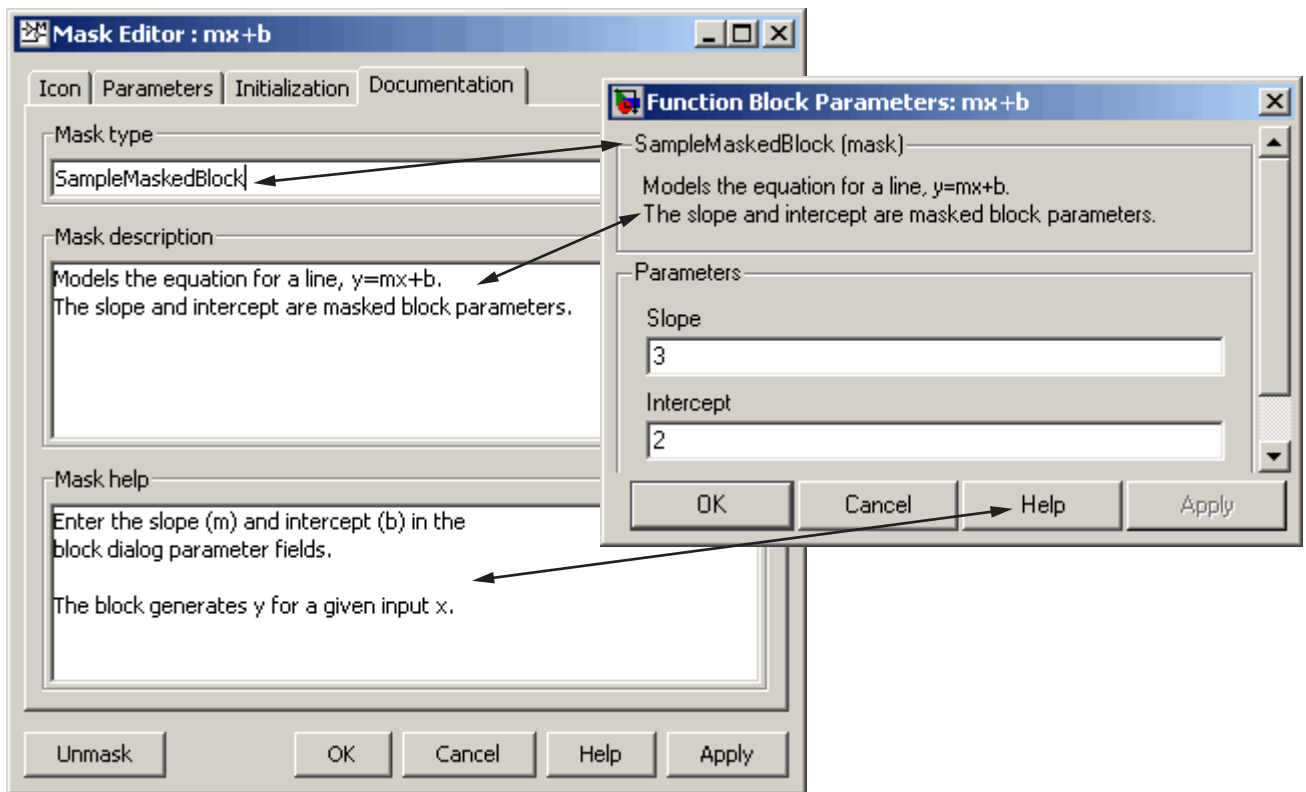 Mask Editor : mx+b
Icon Parameters Initialization Documentation
Mask type
SampleMaskedBlock
Mask description
Models the equation for a line, y=mx+b.
The slope and intercept are masked block parameters.
Mask help
Enter the slope (m) and intercept (b) in the
block dialog parameter fields.
The block generates y for a given input x.
Unmask OK Cancel Help Apply
Function Block Parameters: mx+b
SampleMaskedBlock (mask)
Models the equation for a line, y=mx+b.
The slope and intercept are masked block parameters.
Parameters
Slope
3
Intercept
2
OK Cancel Help Apply